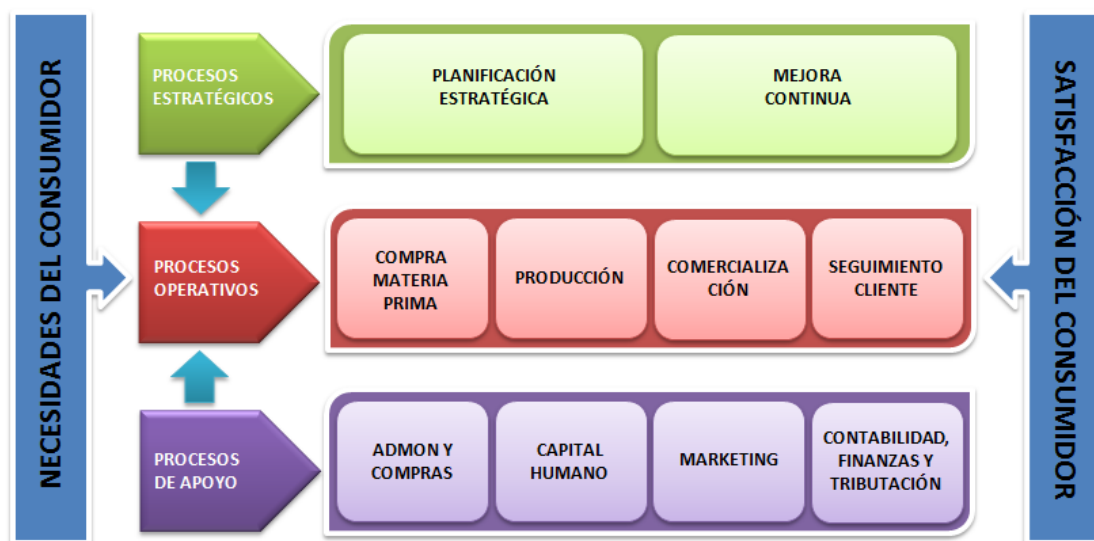 NECESIDADES DEL CONSUMIDOR
PROCESOS
ESTRATÉGICOS
PLANIFICACIÓN
ESTRATÉGICA
MEJORA
CONTINUA
PROCESOS
OPERATIVOS
COMPRA
MATERIA
PRIMA
PRODUCCIÓN
COMERCIALIZA
CIÓN
SEGUIMIENTO
CLIENTE
PROCESOS
DE APOYO
ADMON Y
COMPRAS
CAPITAL
HUMANO
MARKETING
CONTABILIDAD,
FINANZAS Y
TRIBUTACIÓN
SATISFACCIÓN DEL CONSUMIDOR